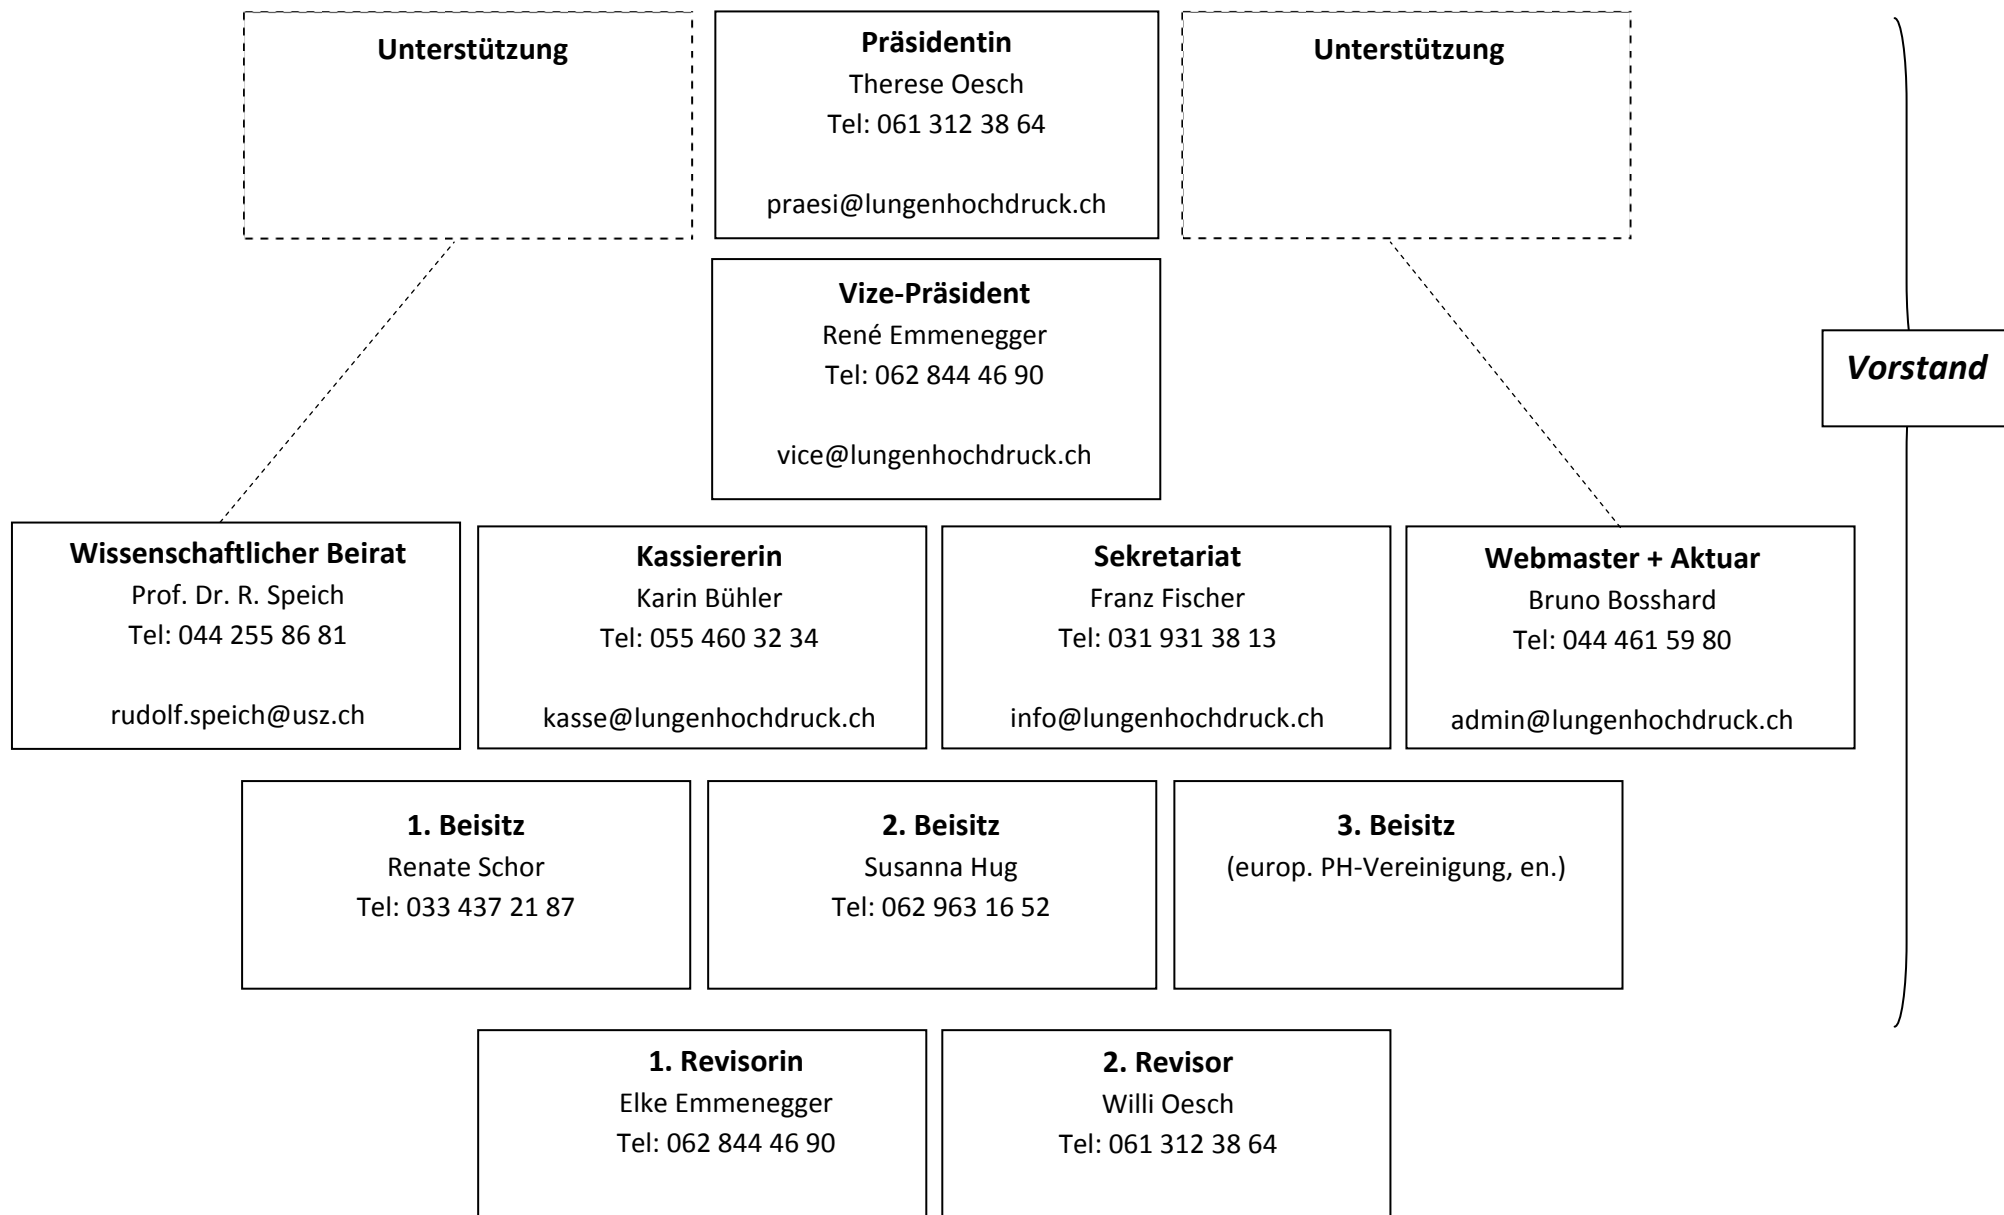 Unterstützung
Präsidentin
Therese Oesch
Tel: 061 312 38 64
praesi@lungenhochdruck.ch
Unterstützung
Vize-Präsident
René Emmenegger
Tel: 062 844 46 90
vice@lungenhochdruck.ch
Vorstand
Wissenschaftlicher Beirat
Prof. Dr. R. Speich
Tel: 044 255 86 81
rudolf.speich@usz.ch
Kassiererin
Karin Bühler
Tel: 055 460 32 34
kasse@lungenhochdruck.ch
Sekretariat
Franz Fischer
Tel: 031 931 38 13
info@lungenhochdruck.ch
Webmaster + Aktuar
Bruno Bosshard
Tel: 044 461 59 80
admin@lungenhochdruck.ch
1. Beisitz
Renate Schor
Tel: 033 437 21 87
2. Beisitz
Susanna Hug
Tel: 062 963 16 52
3. Beisitz
(europ. PH-Vereinigung, en.)
1. Revisorin
Elke Emmenegger
Tel: 062 844 46 90
2. Revisor
Willi Oesch
Tel: 061 312 38 64